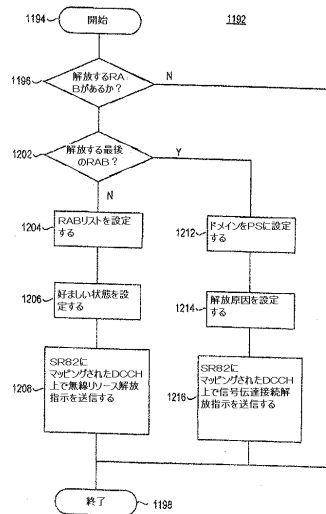 1194
開始
1192
1196
解放するRA
Bがあるか？
N
1202
解放する最後
のRAB？
Y
N
1204
RABリストを設定
する
1212
ドメインをPSに設定
する
1206
好ましい状態を設
定する
1214
解放原因を設定
する
1208
SR82に
マッピングされたDCCH
上で無線リソース解放
指示を送信する
1216
SR82に
マッピングされたDCCH
上で信号伝達接続解
放指示を送信する
終了
1198